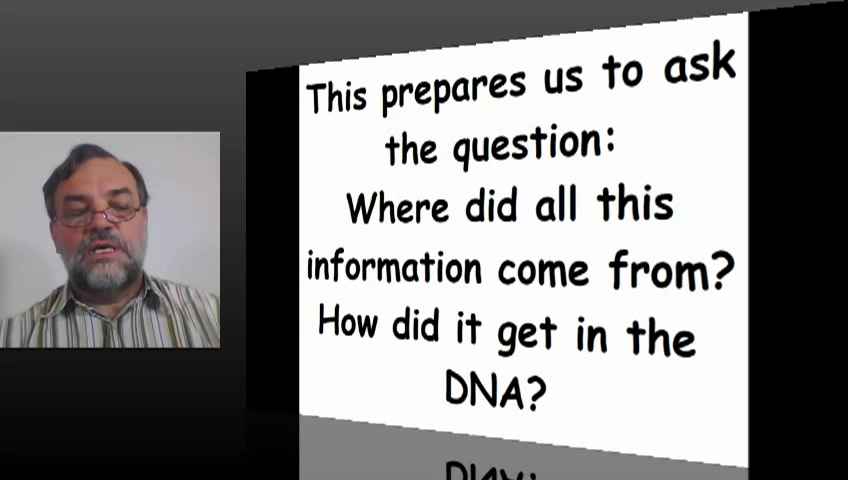 This prepares us to ask
the question:
Where did all this
information come from?
How did it get in the
DNA?